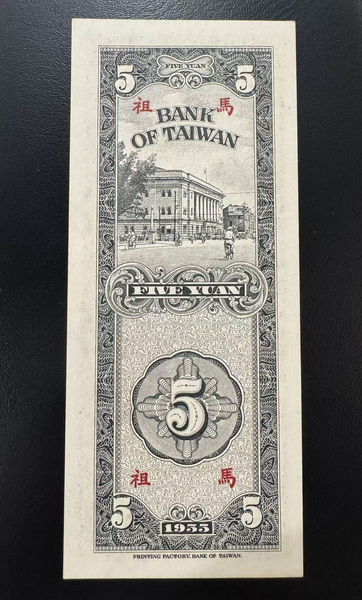 5 FIVE YUAN 5
祖 馬
BANK
OF TAIWAN
FIVE YUAN
5
祖 馬
5 1955 5
PRINTING FACTORY, BANK OF TAIWAN.